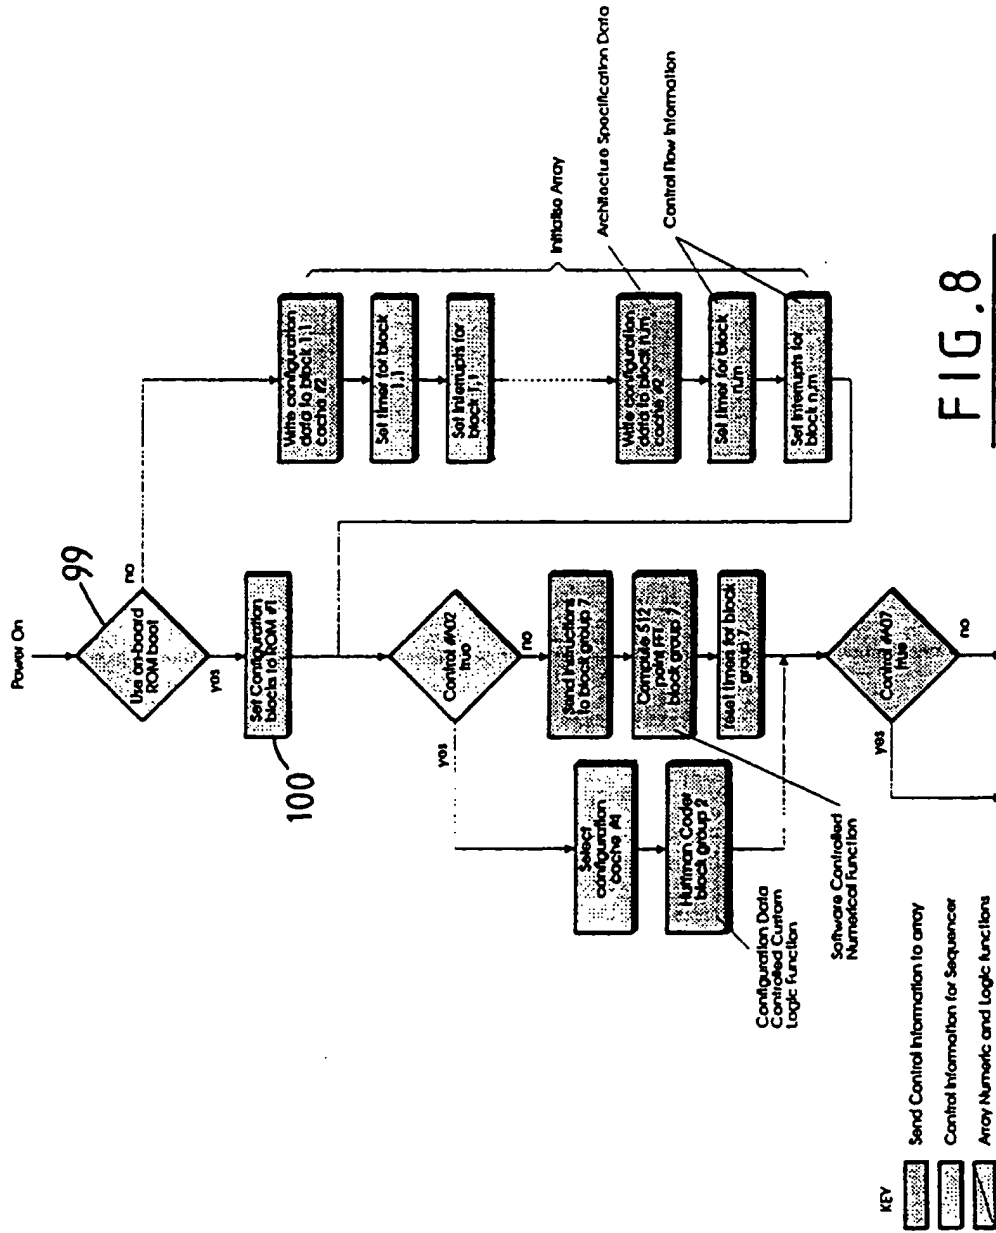 Power On
Use on-board
ROM boot
99
no
yes
Set Configuration
blocks to ROM #1
100
Write configuration
data to block 1,1
cache #2
Set timer for block
1,1
Set Interrupts for
block 1,1
Write configuration
data to block n,m
cache #2
Set timer for block
n,m
Set Interrupts for
block n,m
Initialise Array
Architecture Specification Data
Control flow Information
Control #02
true
yes
no
Select
configuration
cache #4
Huffman Coder
block group 2
Send Instructions
to block group 7
Compute 512
point FFT
block group 7
reset timers for block
group 7
Configuration Data
Controlled Custom
Logic Function
Software Controlled
Numerical Function
Control #07
true
yes
no
KEY
Send Control Information to array
Control Information for Sequencer
Array Numeric and Logic functions
FIG.8